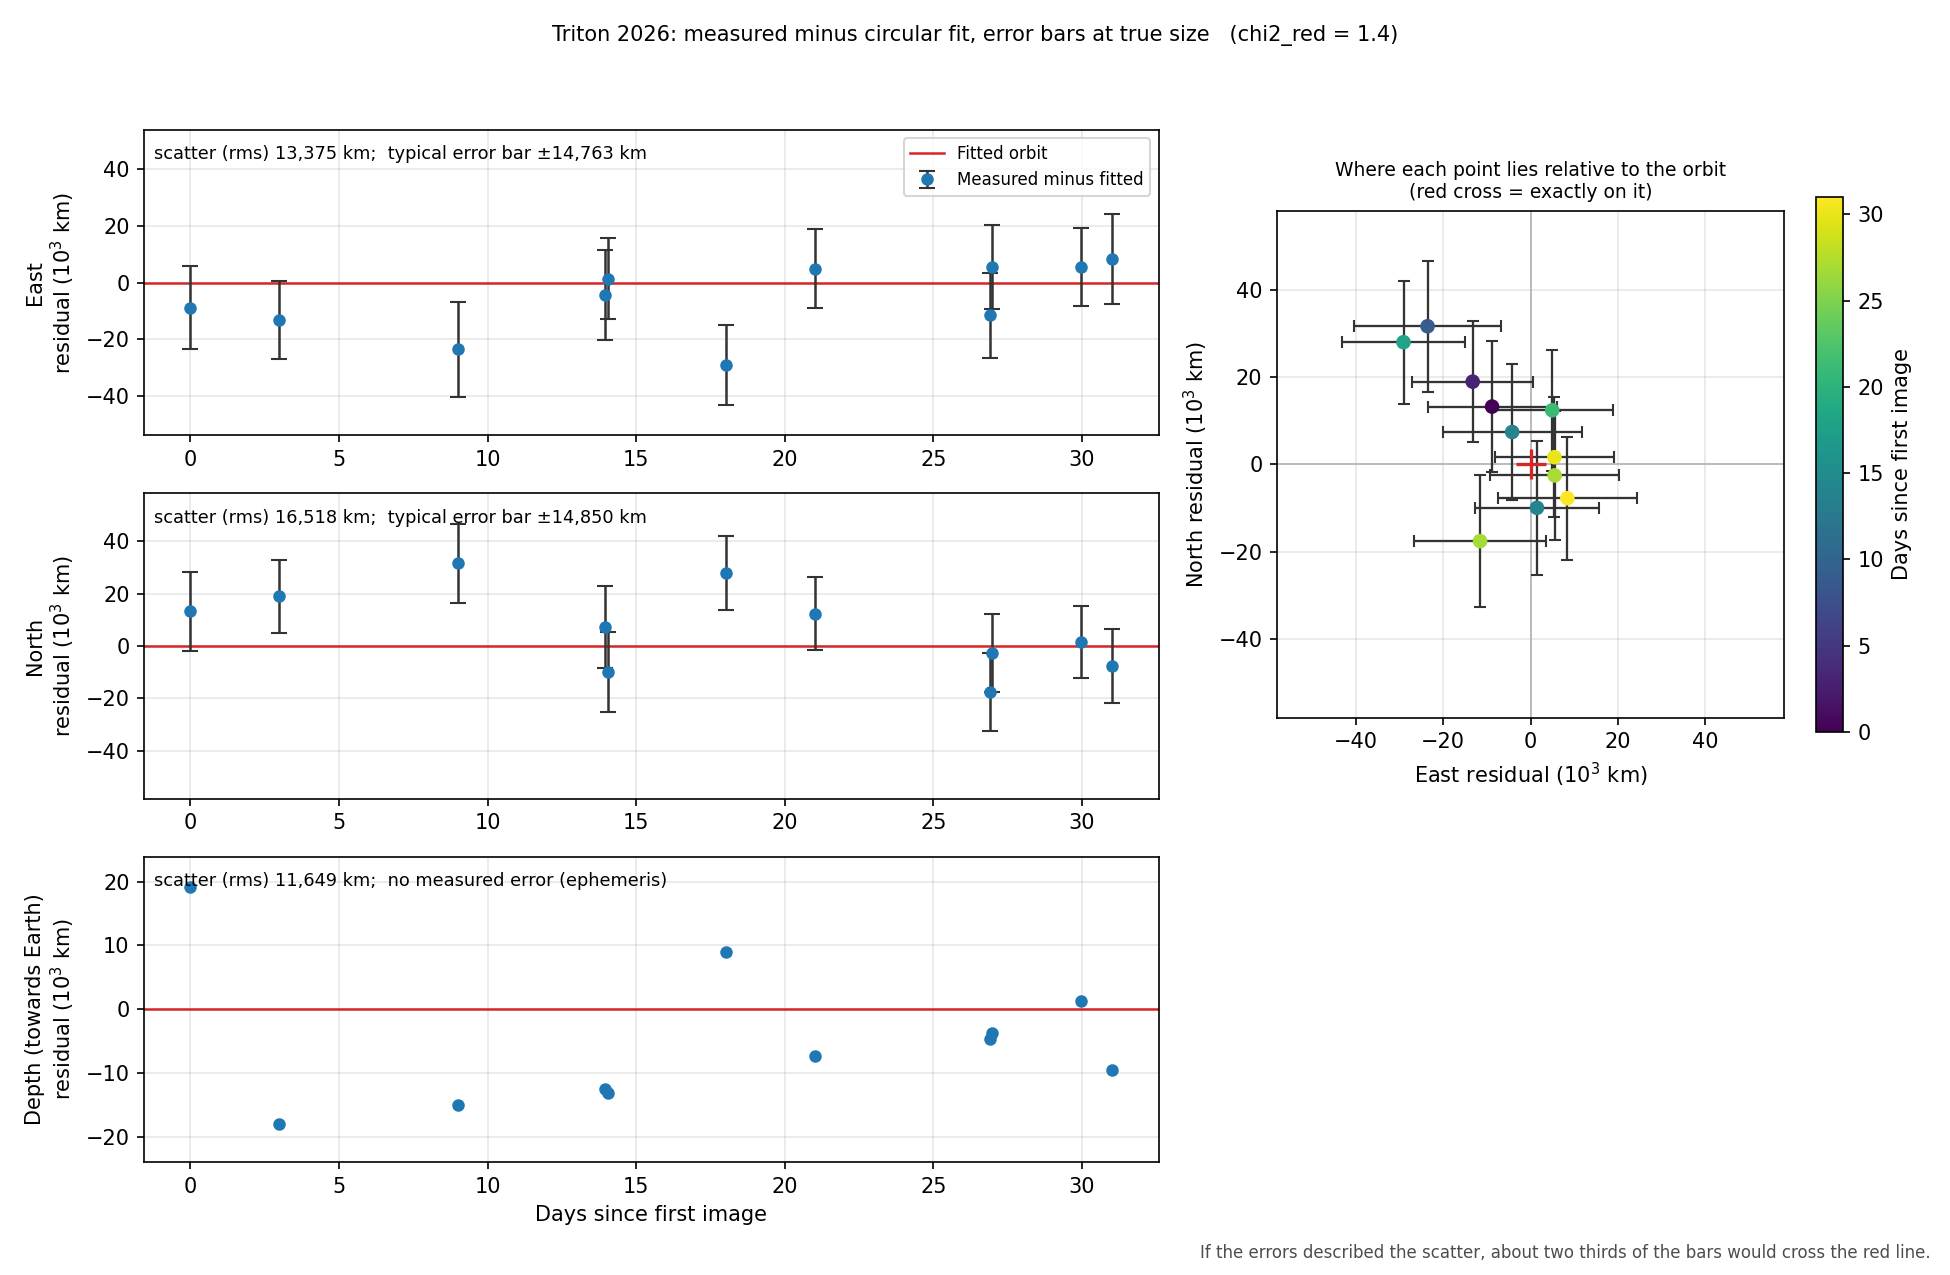 Triton 2026: measured minus circular fit, error bars at true size (chi2_red = 1.4)
scatter (rms) 13,375 km; typical error bar ±14,763 km
Fitted orbit
Measured minus fitted
East
residual (10³ km)
40
20
0
−20
−40
0 5 10 15 20 25 30
scatter (rms) 16,518 km; typical error bar ±14,850 km
North
residual (10³ km)
40
20
0
−20
−40
0 5 10 15 20 25 30
scatter (rms) 11,649 km; no measured error (ephemeris)
Depth (towards Earth)
residual (10³ km)
20
10
0
−10
−20
0 5 10 15 20 25 30
Days since first image
Where each point lies relative to the orbit
(red cross = exactly on it)
North residual (10³ km)
40
20
0
−20
−40
−40 −20 0 20 40
East residual (10³ km)
30
25
20
15
10
5
0
Days since first image
If the errors described the scatter, about two thirds of the bars would cross the red line.